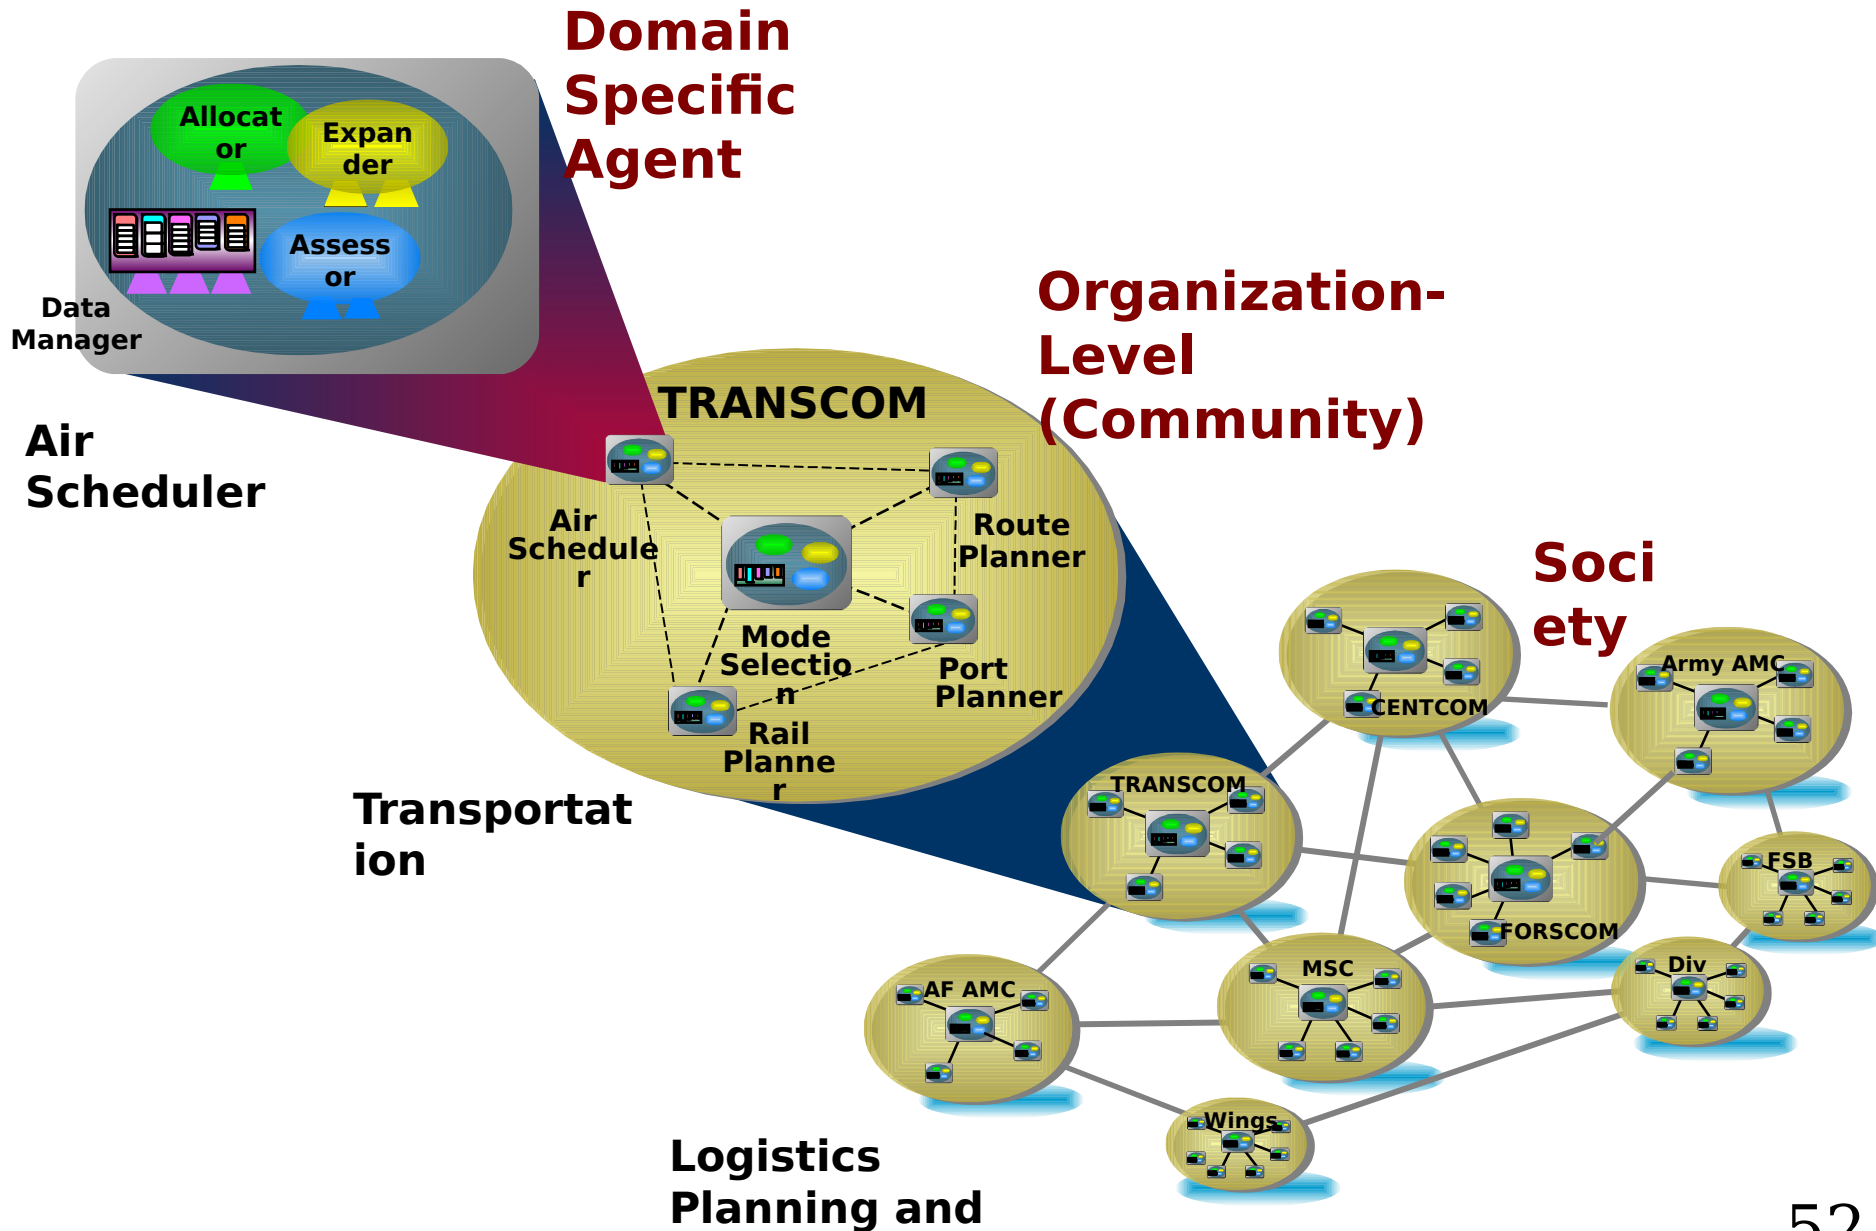 Domain
Specific
Agent
Allocat
or
Expan
der
Assess
or
Data
Manager
Air
Scheduler
Organization-
Level
(Community)
TRANSCOM
Air
Schedule
r
Route
Planner
Mode
Selectio
n
Port
Planner
Rail
Planne
r
Transportat
ion
Soci
ety
CENTCOM
Army AMC
TRANSCOM
FORSCOM
FSB
AF AMC
MSC
Div
Wings
Logistics
Planning and
52